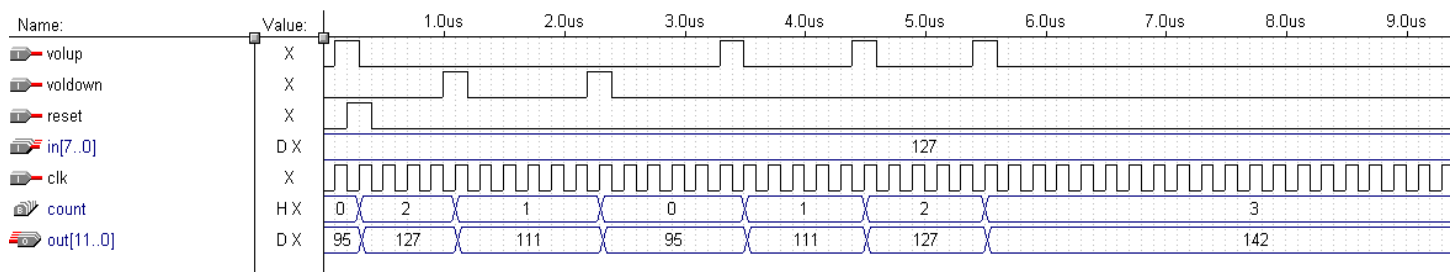 Name: Value: 1.0us 2.0us 3.0us 4.0us 5.0us 6.0us 7.0us 8.0us 9.0us
volup X
voldown X
reset X
in[7..0] D X 127
clk X
count H X 0 2 1 0 1 2 3
out[11..0] D X 95 127 111 95 111 127 142